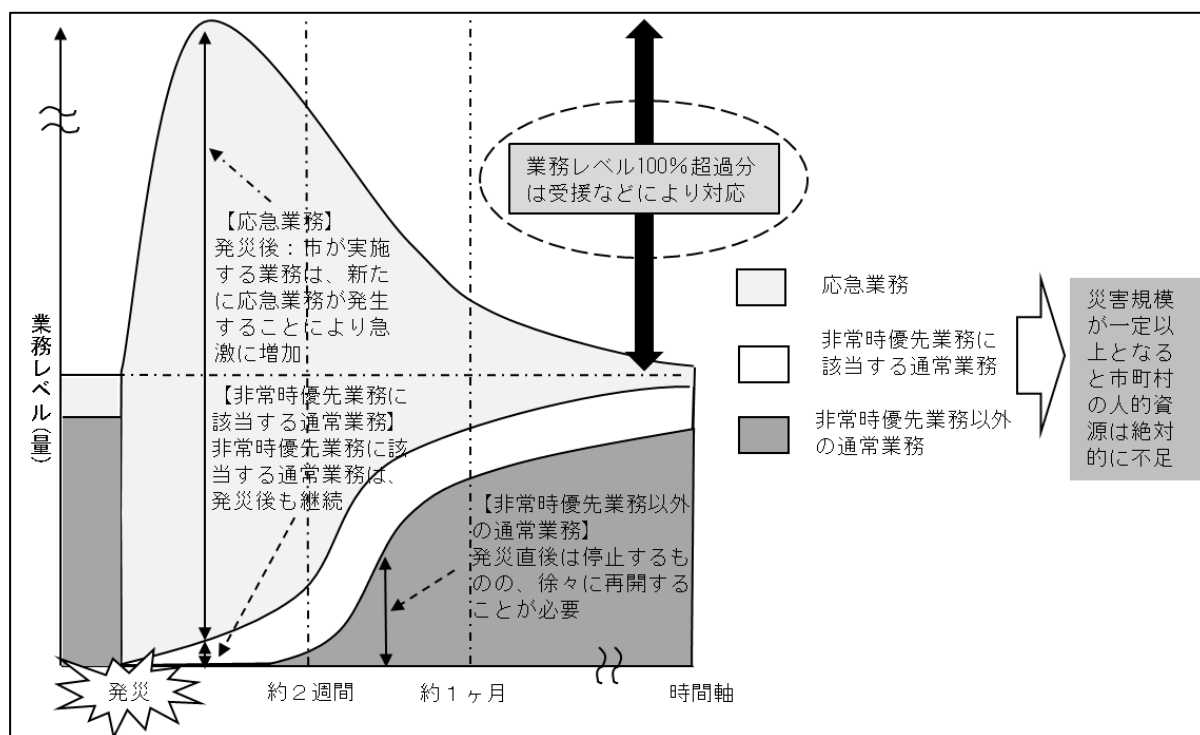 業務レベル(量)
【応急業務】
発災後：市が実施
する業務は、新た
に応急業務が発生
することにより急
激に増加
【非常時優先業務に
該当する通常業務】
非常時優先業務に該
当する通常業務は、
発災後も継続
【非常時優先業務以外
の通常業務】
発災直後は停止するも
のの、徐々に再開する
ことが必要
業務レベル100%超過分
は受援などにより対応
応急業務
非常時優先業務に
該当する通常業務
非常時優先業務以外
の通常業務
災害規模
が一定以
上となる
と市町村
の人的資
源は絶対
的に不足
発災
約２週間
約１ヶ月
時間軸